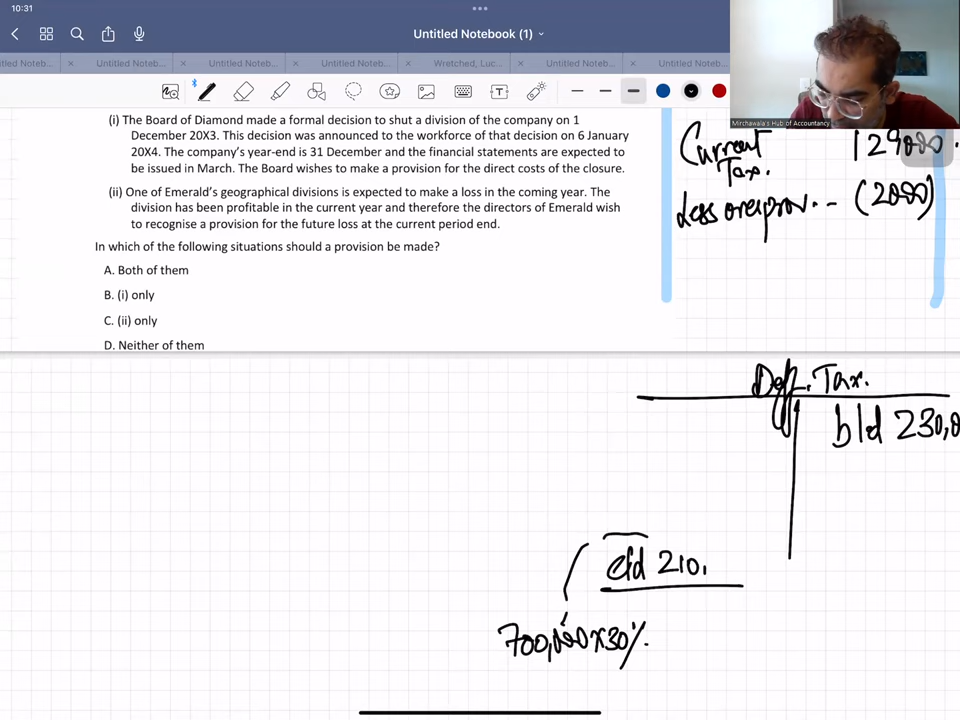 10:31
Untitled Notebook (1)
Untitled Noteb...
Untitled Noteb...
Untitled Noteb...
Untitled Noteb...
Wretched, Luc...
Untitled Noteb...
Untitled Noteb...
Mirchawala's Hub of Accountancy
(i) The Board of Diamond made a formal decision to shut a division of the company on 1
December 20X3. This decision was announced to the workforce of that decision on 6 January
20X4. The company's year-end is 31 December and the financial statements are expected to
be issued in March. The Board wishes to make a provision for the direct costs of the closure.
(ii) One of Emerald's geographical divisions is expected to make a loss in the coming year. The
division has been profitable in the current year and therefore the directors of Emerald wish
to recognise a provision for the future loss at the current period end.
In which of the following situations should a provision be made?
A. Both of them
B. (i) only
C. (ii) only
D. Neither of them
Current Tax. 129000.
Less overprov. - (2000)
Def. Tax.
b/d 230,0
c/d 210.
700,000 x 30%